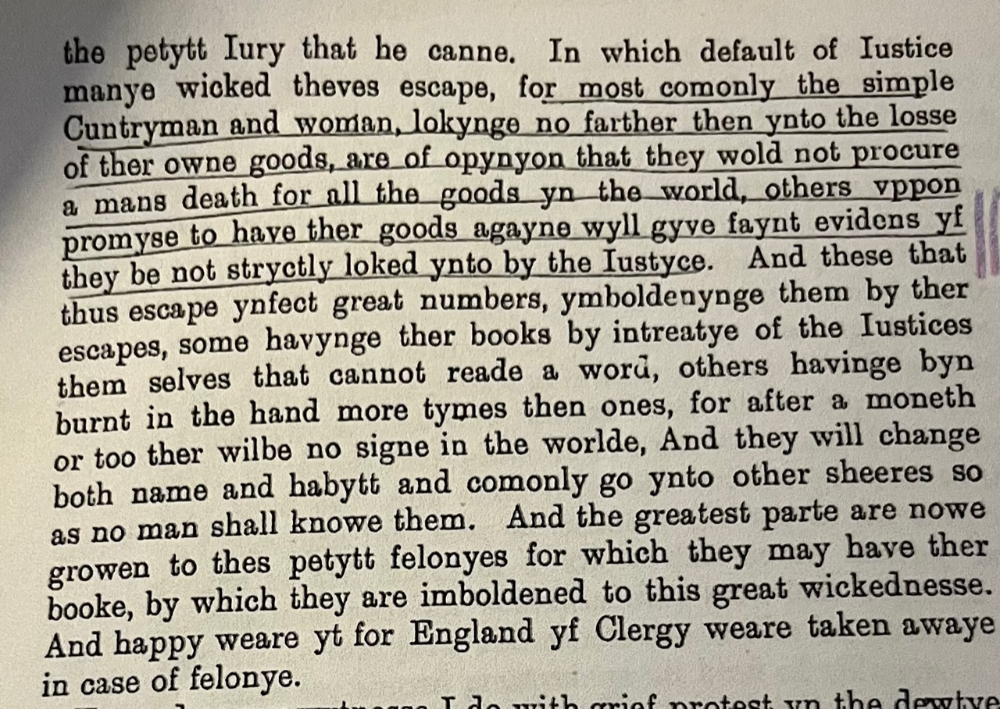 the petytt Iury that he canne. In which default of Iustice
manye wicked theves escape, for most comonly the simple
Cuntryman and woman, lokynge no farther then ynto the losse
of ther owne goods, are of opynyon that they wold not procure
a mans death for all the goods yn the world, others vppon
promyse to have ther goods agayne wyll gyve faynt evidens yf
they be not stryctly loked ynto by the Iustyce. And these that
thus escape ynfect great numbers, ymboldenynge them by ther
escapes, some havynge ther books by intreatye of the Iustices
them selves that cannot reade a word, others havinge byn
burnt in the hand more tymes then ones, for after a moneth
or too ther wilbe no signe in the worlde, And they will change
both name and habytt and comonly go ynto other sheeres so
as no man shall knowe them. And the greatest parte are nowe
growen to thes petytt felonyes for which they may have ther
booke, by which they are imboldened to this great wickednesse.
And happy weare yt for England yf Clergy weare taken awaye
in case of felonye.
I do with grief protest yn the dewtye